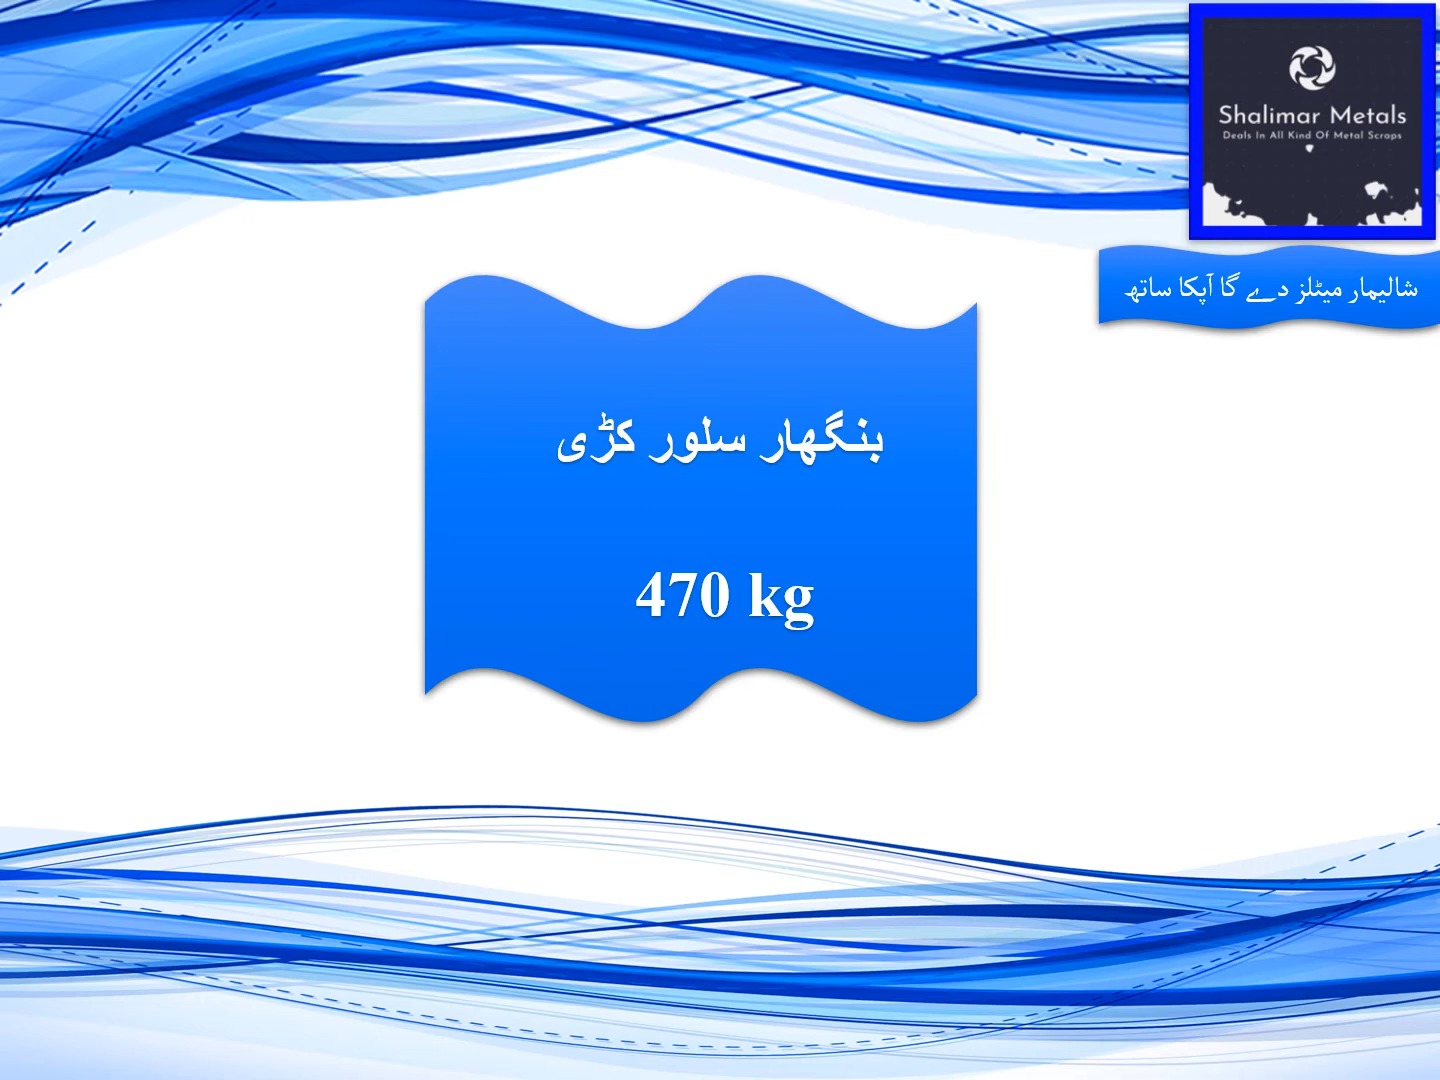 Shalimar Metals
Deals In All Kind Of Metal Scraps
شالیمار میٹلز دے گا آپکا ساتھ
بنگھار سلور کڑی
470 kg